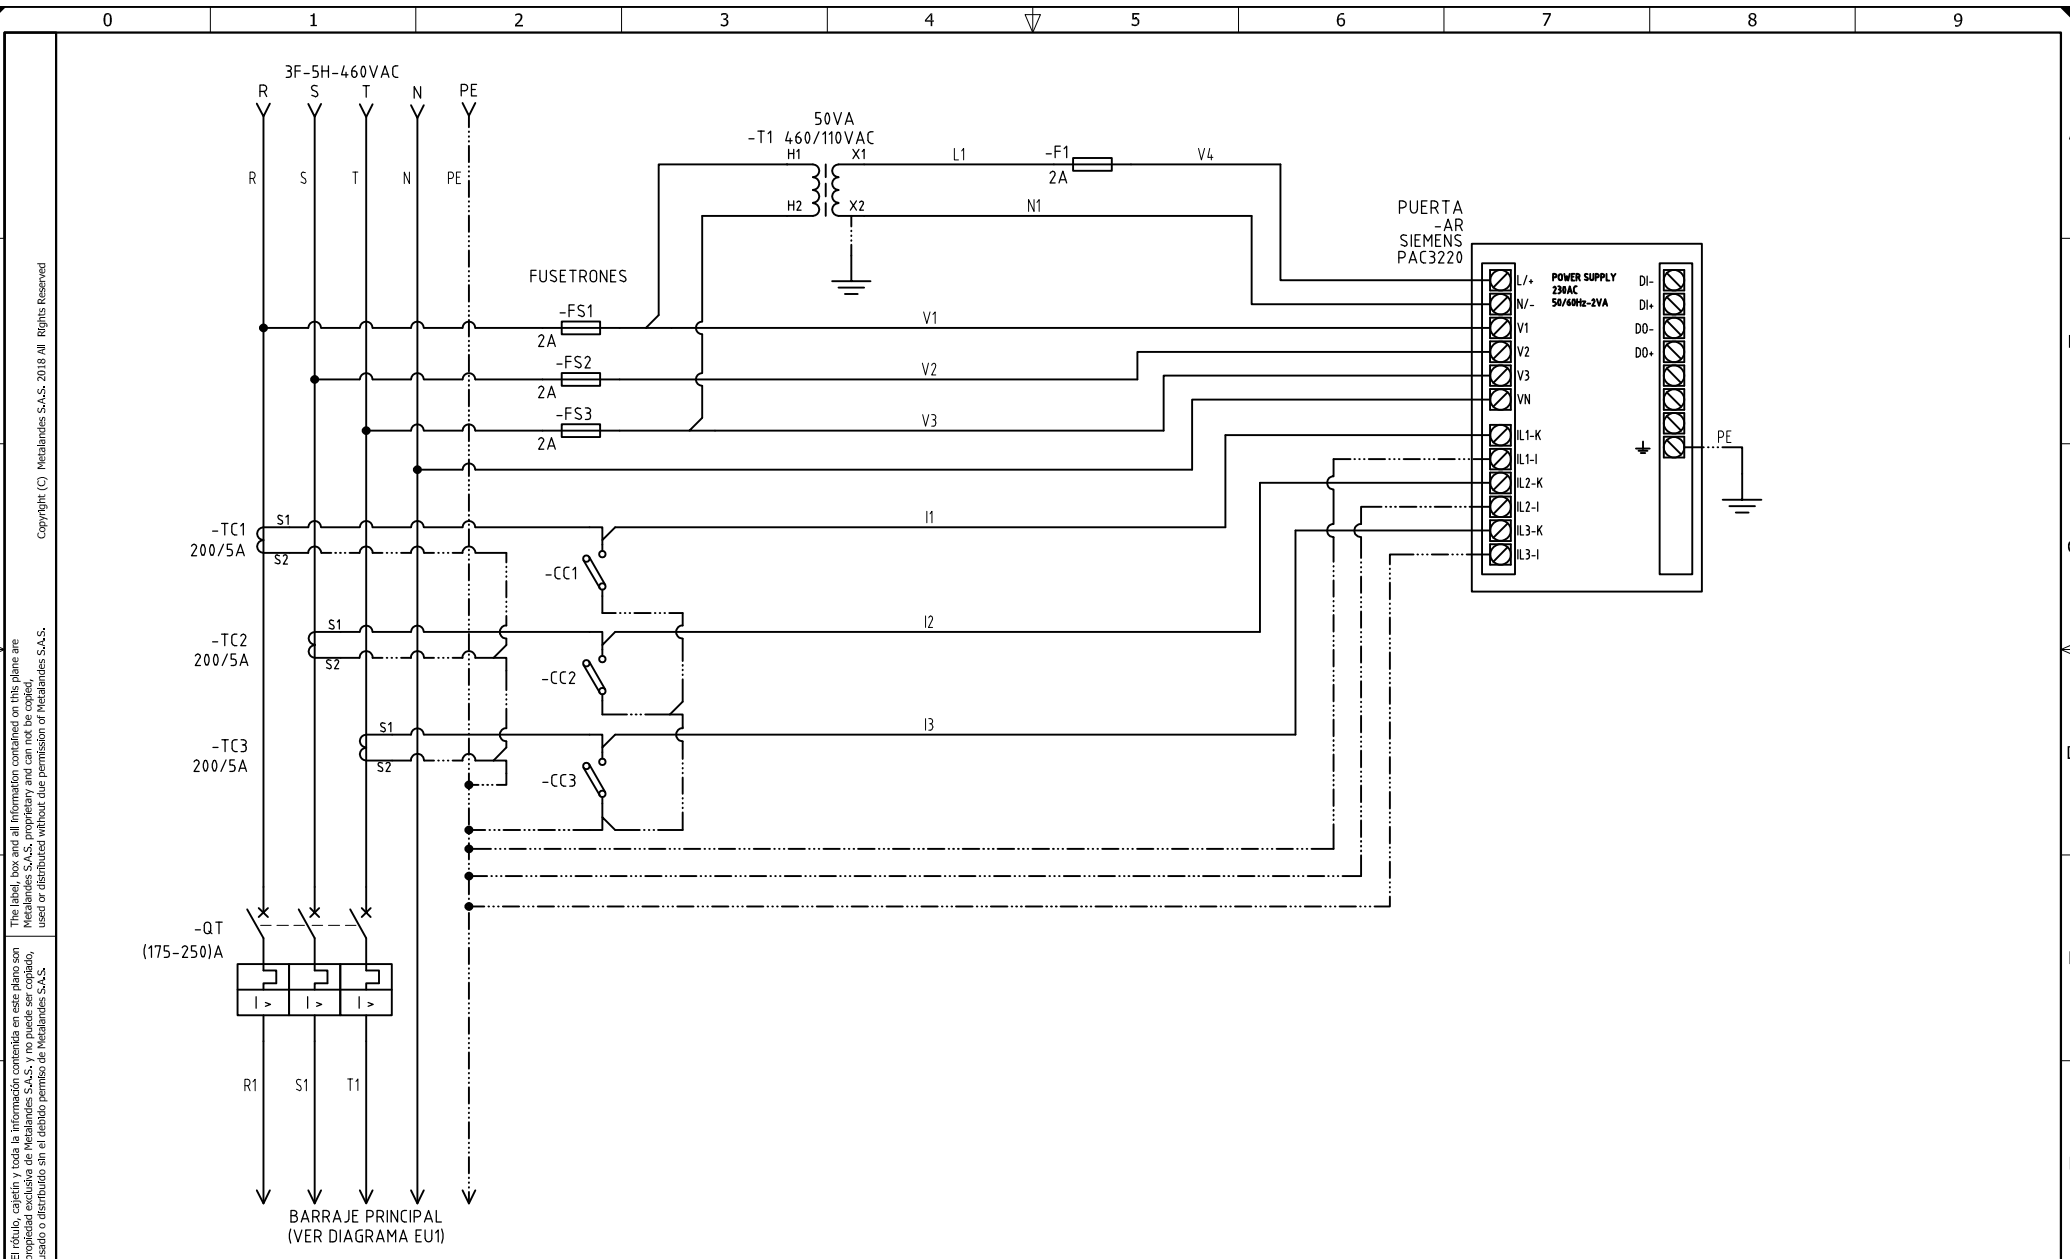 0 1 2 3 4 5 6 7 8 9
3F-5H-460VAC
R S T N PE
R S T N PE
50VA
-T1 460/110VAC
H1 X1
H2 X2
L1
-F1
2A
V4
N1
PUERTA
-AR
SIEMENS
PAC3220
POWER SUPPLY
230AC
50/60Hz-2VA
L/+
N/-
V1
V2
V3
VN
IL1-K
IL1-I
IL2-K
IL2-I
IL3-K
IL3-I
DI-
DI+
DO-
DO+
PE
FUSETRONES
-FS1
2A
V1
-FS2
2A
V2
-FS3
2A
V3
-TC1
200/5A
S1
S2
-CC1
I1
-TC2
200/5A
S1
S2
-CC2
I2
-TC3
200/5A
S1
S2
-CC3
I3
-QT
(175-250)A
I > I > I >
R1 S1 T1
BARRAJE PRINCIPAL
(VER DIAGRAMA EU1)
Copyright (C) Metalandes S.A.S. 2018 All Rights Reserved
The label, box and all information contained on this plane are
Metalandes S.A.S. proprietary and can not be copied,
used or distributed without due permission of Metalandes S.A.S.
El rótulo, cajetín y toda la información contenida en este plano son
propiedad exclusiva de Metalandes S.A.S. y no puede ser copiado,
usado o distribuido sin el debido permiso de Metalandes S.A.S.